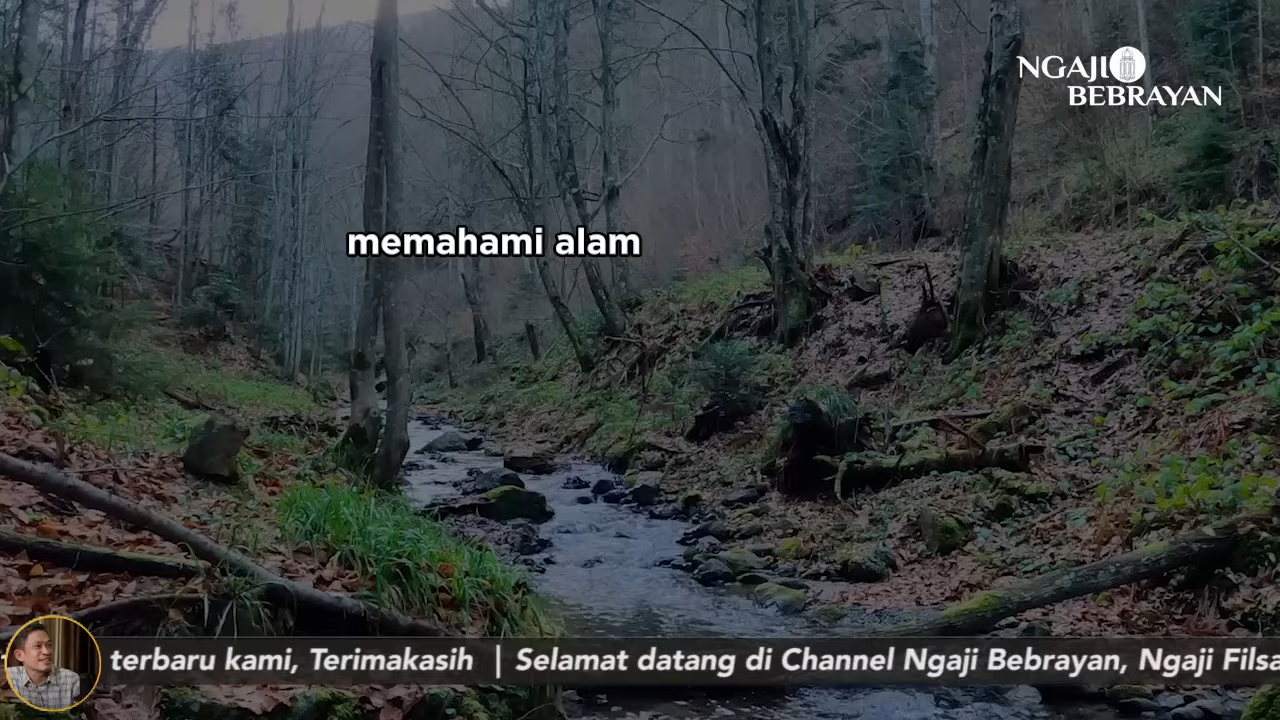 NGAJI
BEBRAYAN
memahami alam
terbaru kami, Terimakasih | Selamat datang di Channel Ngaji Bebrayan, Ngaji Filsa